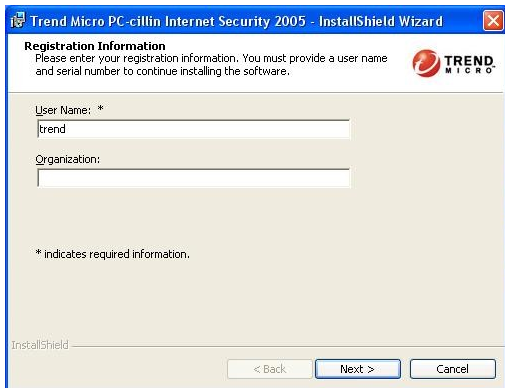 Trend Micro PC-cillin Internet Security 2005 - InstallShield Wizard
Registration Information
Please enter your registration information. You must provide a user name
and serial number to continue installing the software.
TREND
MICRO
User Name: *
trend
Organization:
* indicates required information.
InstallShield
< Back
Next >
Cancel